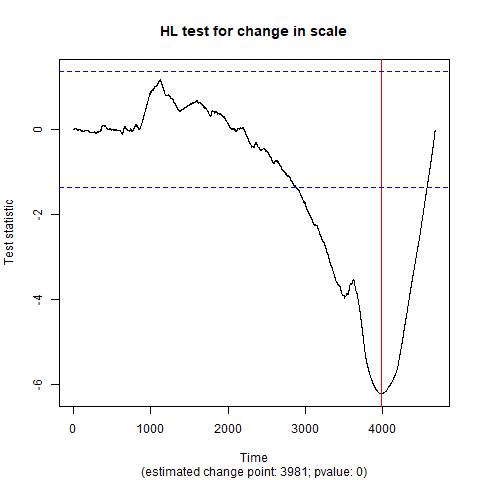 HL test for change in scale
Test statistic
0
-2
-4
-6
0 1000 2000 3000 4000
Time
(estimated change point: 3981; pvalue: 0)